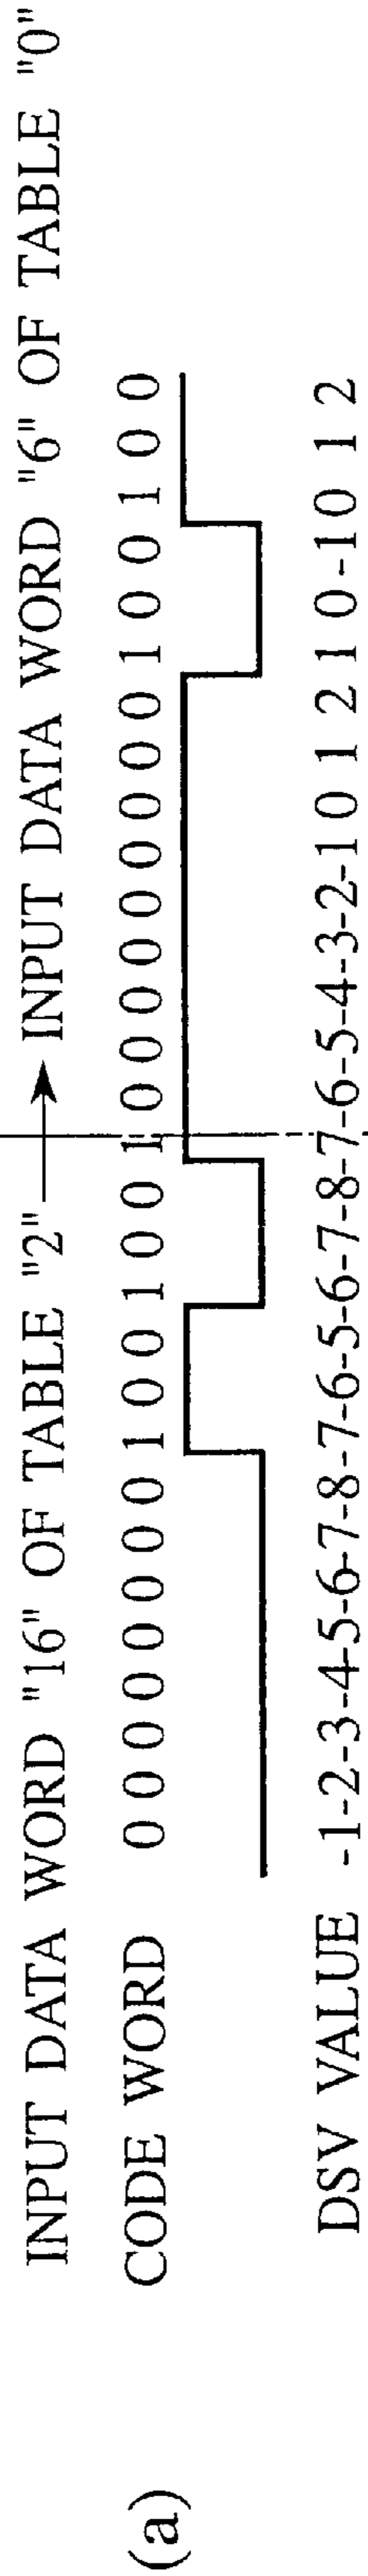 INPUT DATA WORD "16" OF TABLE "2" → INPUT DATA WORD "6" OF TABLE "0"
(a) CODE WORD 0 0 0 0 0 0 0 0 1 0 0 1 0 0 1 0 0 0 0 0 0 0 0 0 1 0 0 1 0 0
DSV VALUE -1-2-3-4-5-6-7-8-7-6-5-6-7-8-7-6-5-4-3-2-1 0 1 2 1 0 -1 0 1 2